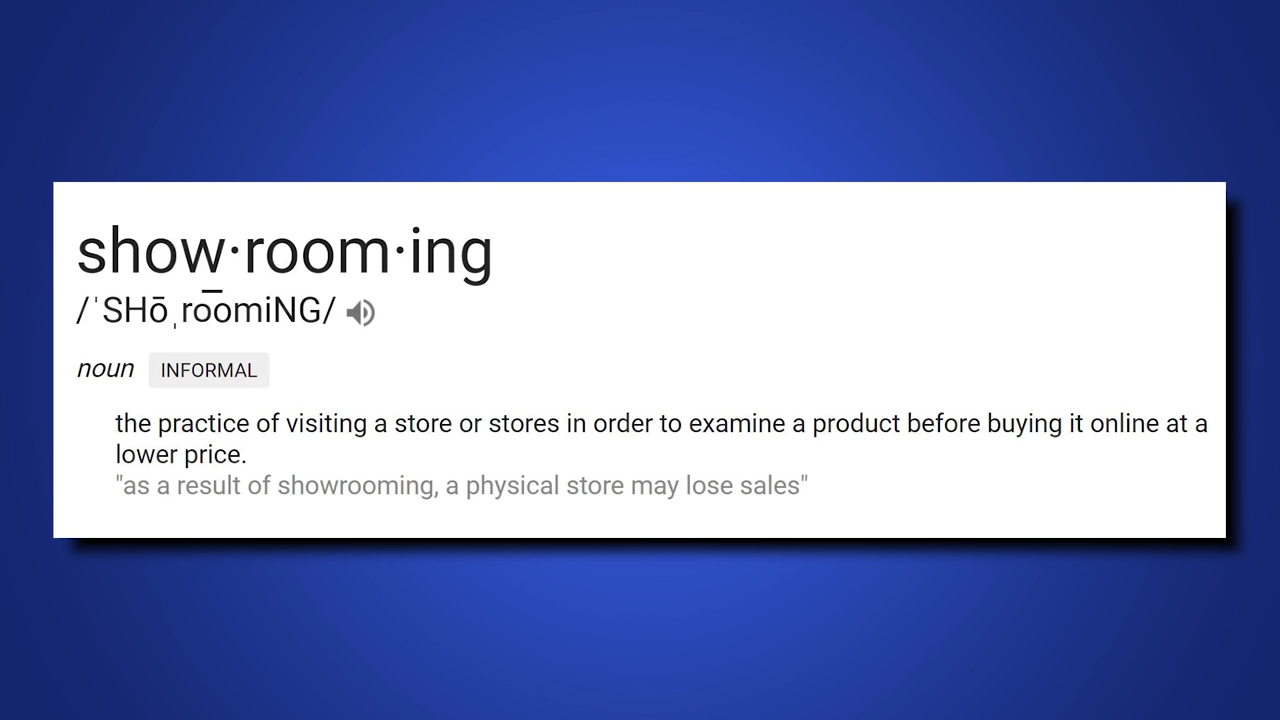 show·room·ing
/ˈSHōˌro͞omiNG/
noun INFORMAL
the practice of visiting a store or stores in order to examine a product before buying it online at a
lower price.
"as a result of showrooming, a physical store may lose sales"